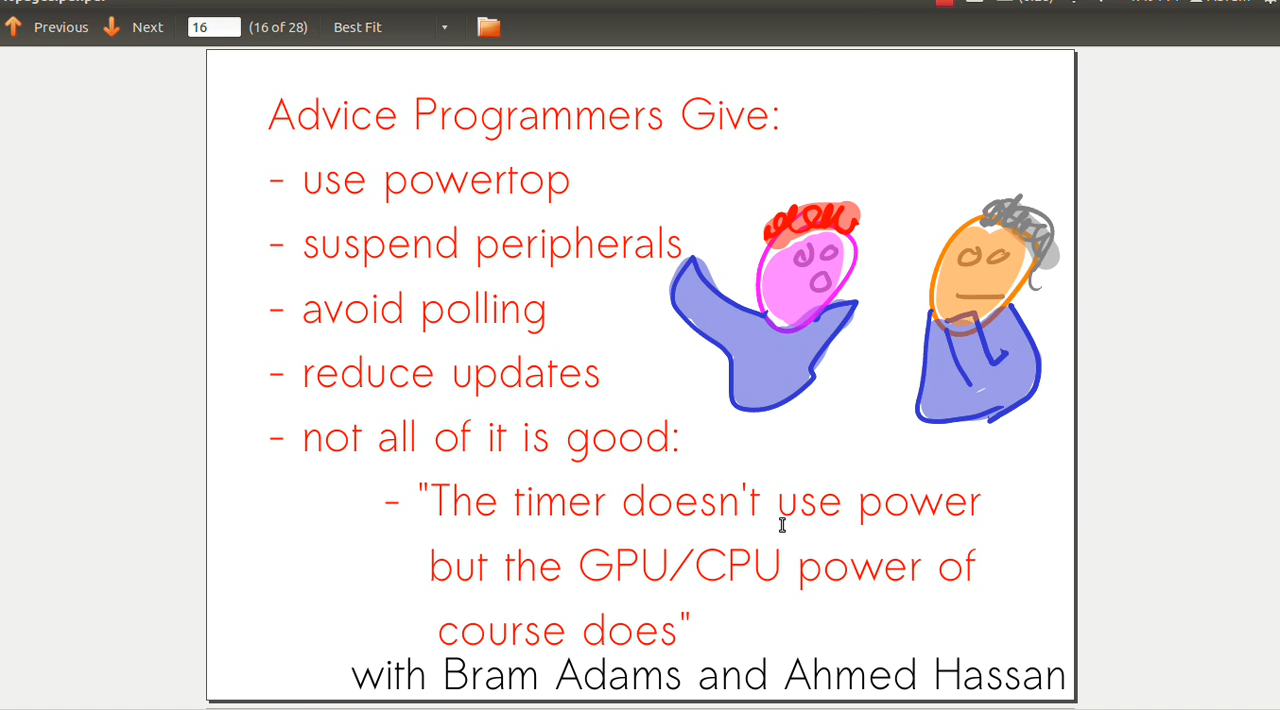 Previous Next 16 (16 of 28) Best Fit
Advice Programmers Give:
- use powertop
- suspend peripherals
- avoid polling
- reduce updates
- not all of it is good:
- "The timer doesn't use power
but the GPU/CPU power of
course does"
with Bram Adams and Ahmed Hassan